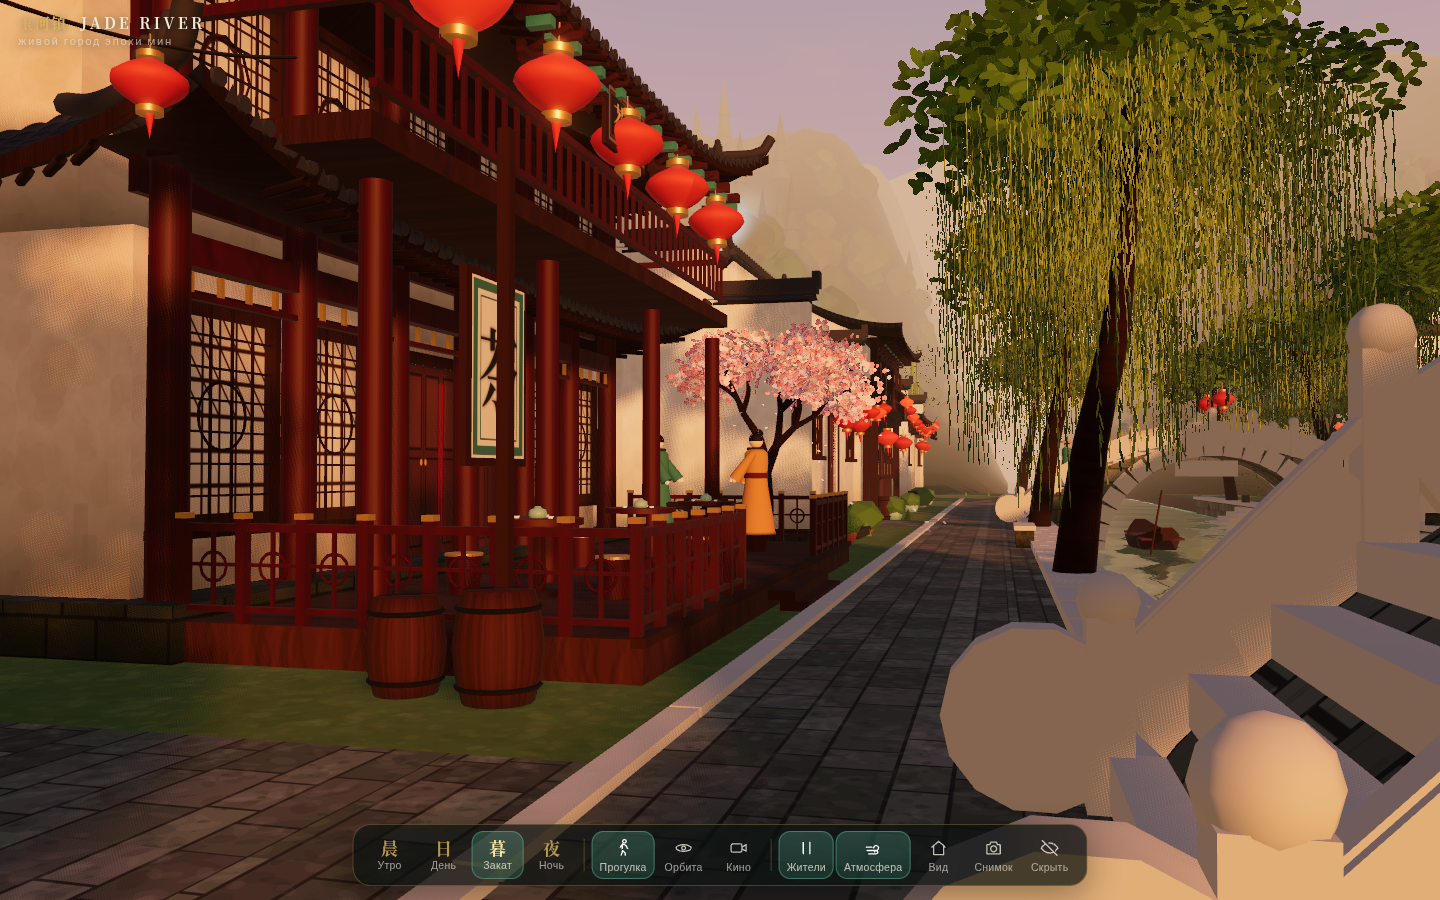 JADE RIVER
живой город эпохи мин
茶
晨 日 暮 夜
Утро День Закат Ночь Прогулка Орбита Кино Жители Атмосфера Вид Снимок Скрыть